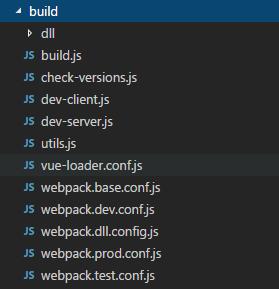 build
dll
JS build.js
JS check-versions.js
JS dev-client.js
JS dev-server.js
JS utils.js
JS vue-loader.conf.js
JS webpack.base.conf.js
JS webpack.dev.conf.js
JS webpack.dll.config.js
JS webpack.prod.conf.js
JS webpack.test.conf.js